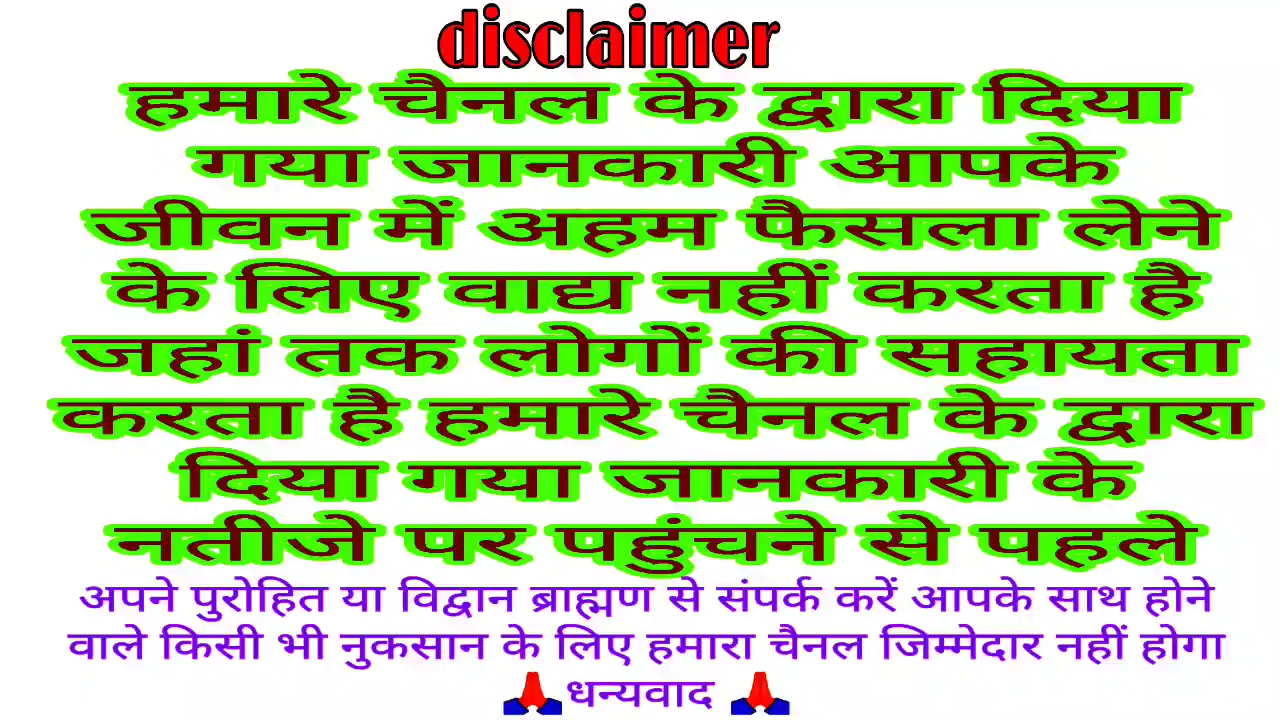 disclaimer
हमारे चैनल के द्वारा दिया
गया जानकारी आपके
जीवन में अहम फैसला लेने
के लिए वाद्य नहीं करता है
जहां तक लोगों की सहायता
करता है हमारे चैनल के द्वारा
दिया गया जानकारी के
नतीजे पर पहुंचने से पहले
अपने पुरोहित या विद्वान ब्राह्मण से संपर्क करें आपके साथ होने
वाले किसी भी नुकसान के लिए हमारा चैनल जिम्मेदार नहीं होगा
🙏धन्यवाद 🙏